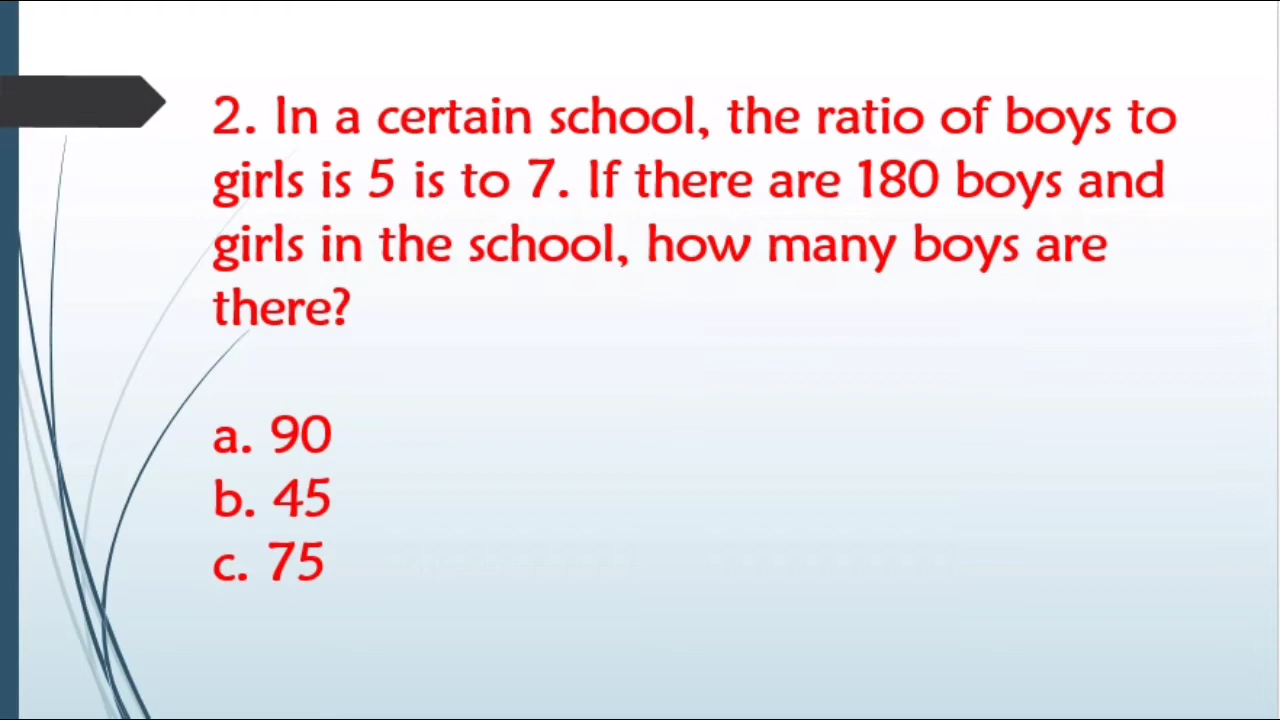 2. In a certain school, the ratio of boys to
girls is 5 is to 7. If there are 180 boys and
girls in the school, how many boys are
there?
a. 90
b. 45
c. 75